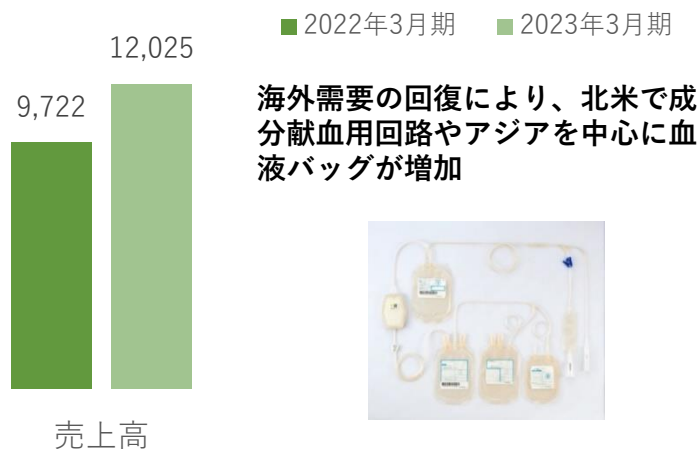 2022年3月期 2023年3月期
12,025
9,722
海外需要の回復により、北米で成
分献血用回路やアジアを中心に血
液バッグが増加
売上高